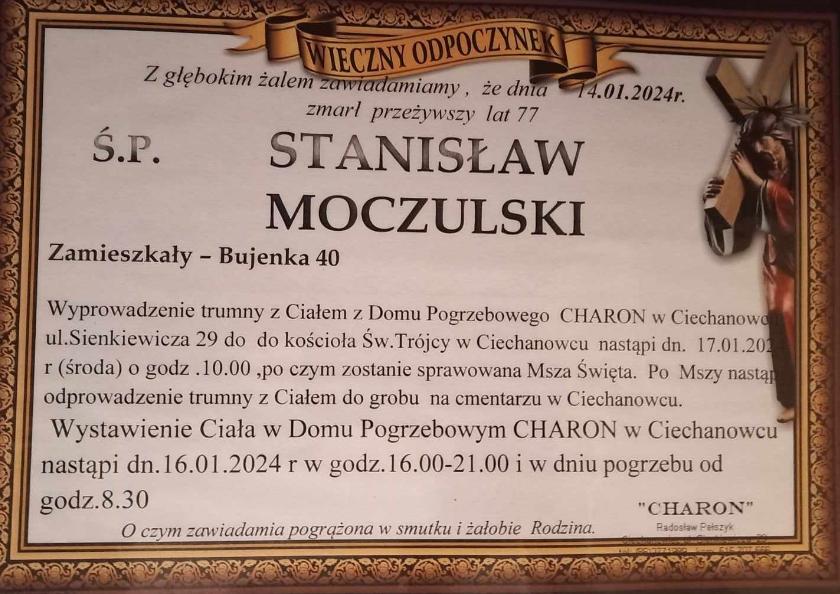 WIECZNY ODPOCZYNEK
Z głębokim żalem zawiadamiamy , że dnia 14.01.2024r.
zmarł przeżywszy lat 77
Ś.P. STANISŁAW
MOCZULSKI
Zamieszkały – Bujenka 40
Wyprowadzenie trumny z Ciałem z Domu Pogrzebowego CHARON w Ciechanowc
ul.Sienkiewicza 29 do do kościoła Św.Trójcy w Ciechanowcu nastąpi dn. 17.01.202
r (środa) o godz .10.00 ,po czym zostanie sprawowana Msza Święta. Po Mszy nastąp
odprowadzenie trumny z Ciałem do grobu na cmentarzu w Ciechanowcu.
Wystawienie Ciała w Domu Pogrzebowym CHARON w Ciechanowcu
nastąpi dn.16.01.2024 r w godz.16.00-21.00 i w dniu pogrzebu od
godz.8.30
"CHARON"
Radosław Pełszyk
O czym zawiadamia pogrążona w smutku i żałobie Rodzina.